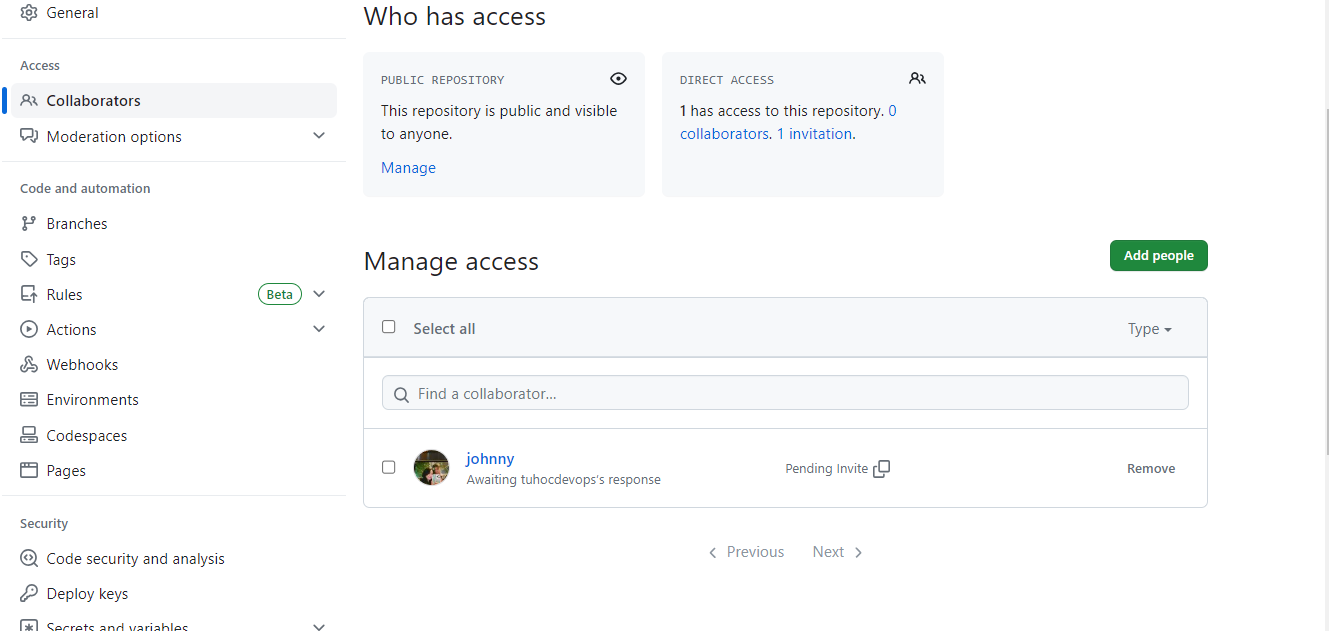 General
Access
Collaborators
Moderation options
Code and automation
Branches
Tags
Rules Beta
Actions
Webhooks
Environments
Codespaces
Pages
Security
Code security and analysis
Deploy keys
Secrets and variables
Who has access
PUBLIC REPOSITORY
This repository is public and visible
to anyone.
Manage
DIRECT ACCESS
1 has access to this repository. 0
collaborators. 1 invitation.
Manage access
Add people
Select all
Type
Find a collaborator...
johnny
Awaiting tuhocdevops's response
Pending Invite
Remove
Previous Next